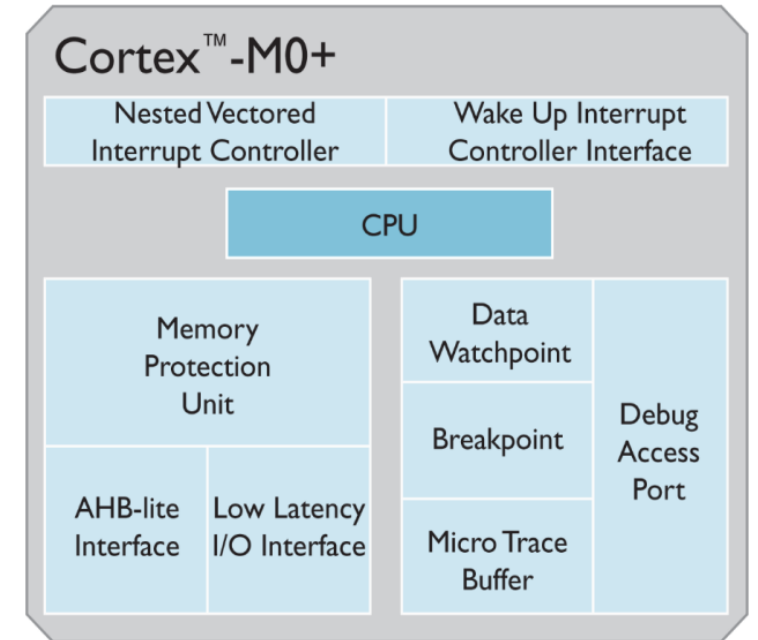 Cortex™-M0+
Nested Vectored
Interrupt Controller
Wake Up Interrupt
Controller Interface
CPU
Memory
Protection
Unit
AHB-lite
Interface
Low Latency
I/O Interface
Data
Watchpoint
Breakpoint
Micro Trace
Buffer
Debug
Access
Port